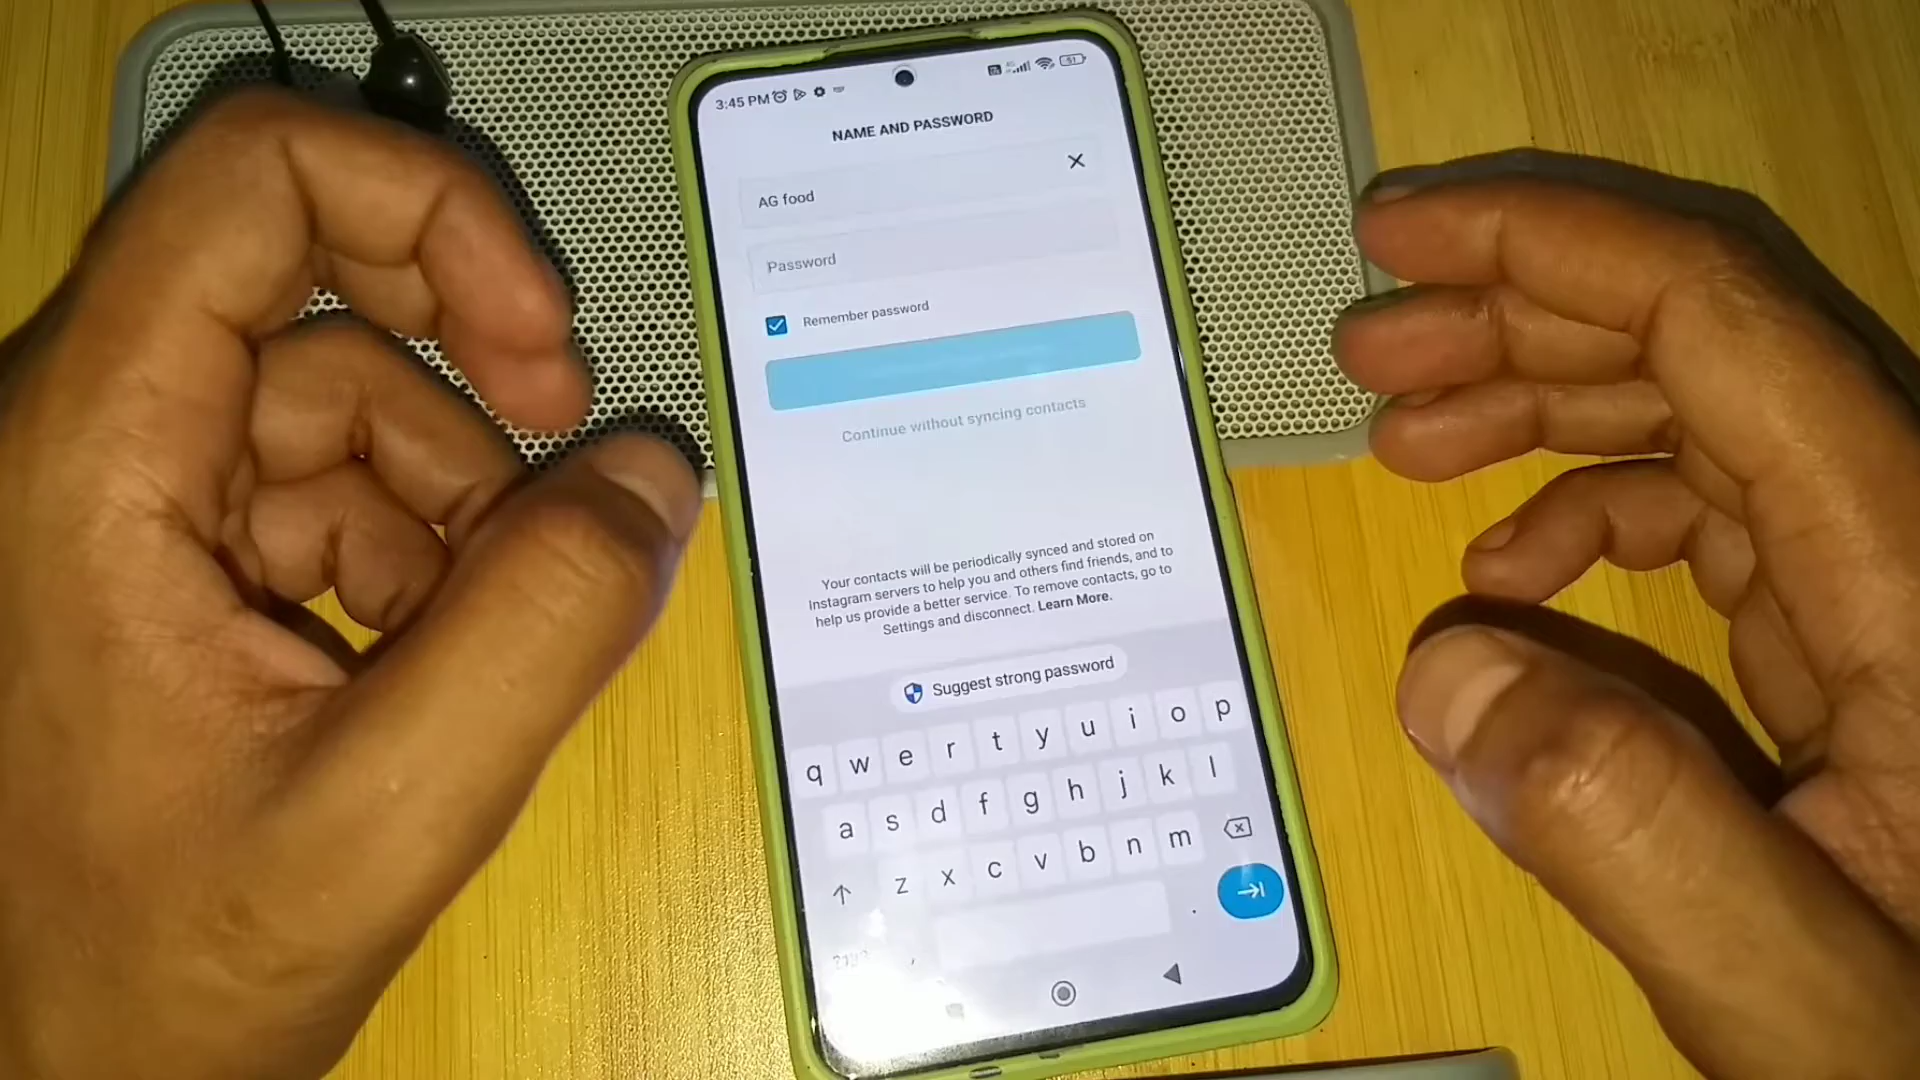 3:45 PM
51
NAME AND PASSWORD
AG food
Password
Remember password
Continue without syncing contacts
Your contacts will be periodically synced and stored on
Instagram servers to help you and others find friends, and to
help us provide a better service. To remove contacts, go to
Settings and disconnect. Learn More.
Suggest strong password
q w e r t y u i o p
a s d f g h j k l
z x c v b n m
, .